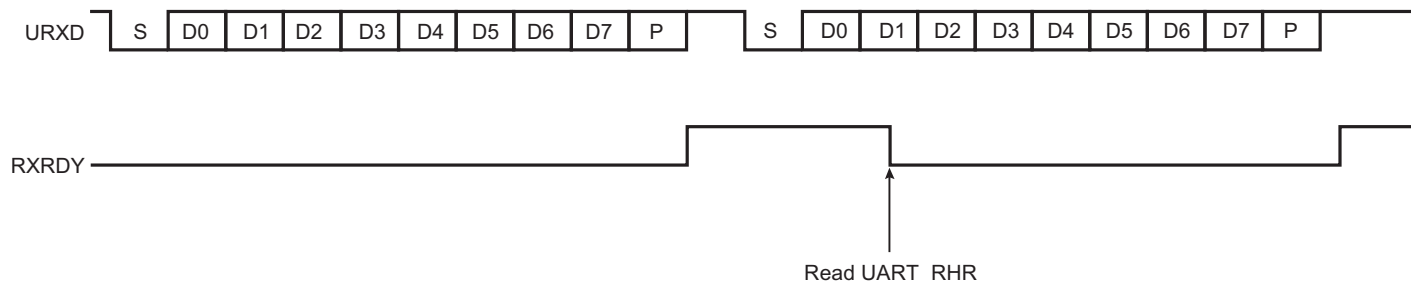 URXD S D0 D1 D2 D3 D4 D5 D6 D7 P S D0 D1 D2 D3 D4 D5 D6 D7 P
RXRDY
Read UART RHR